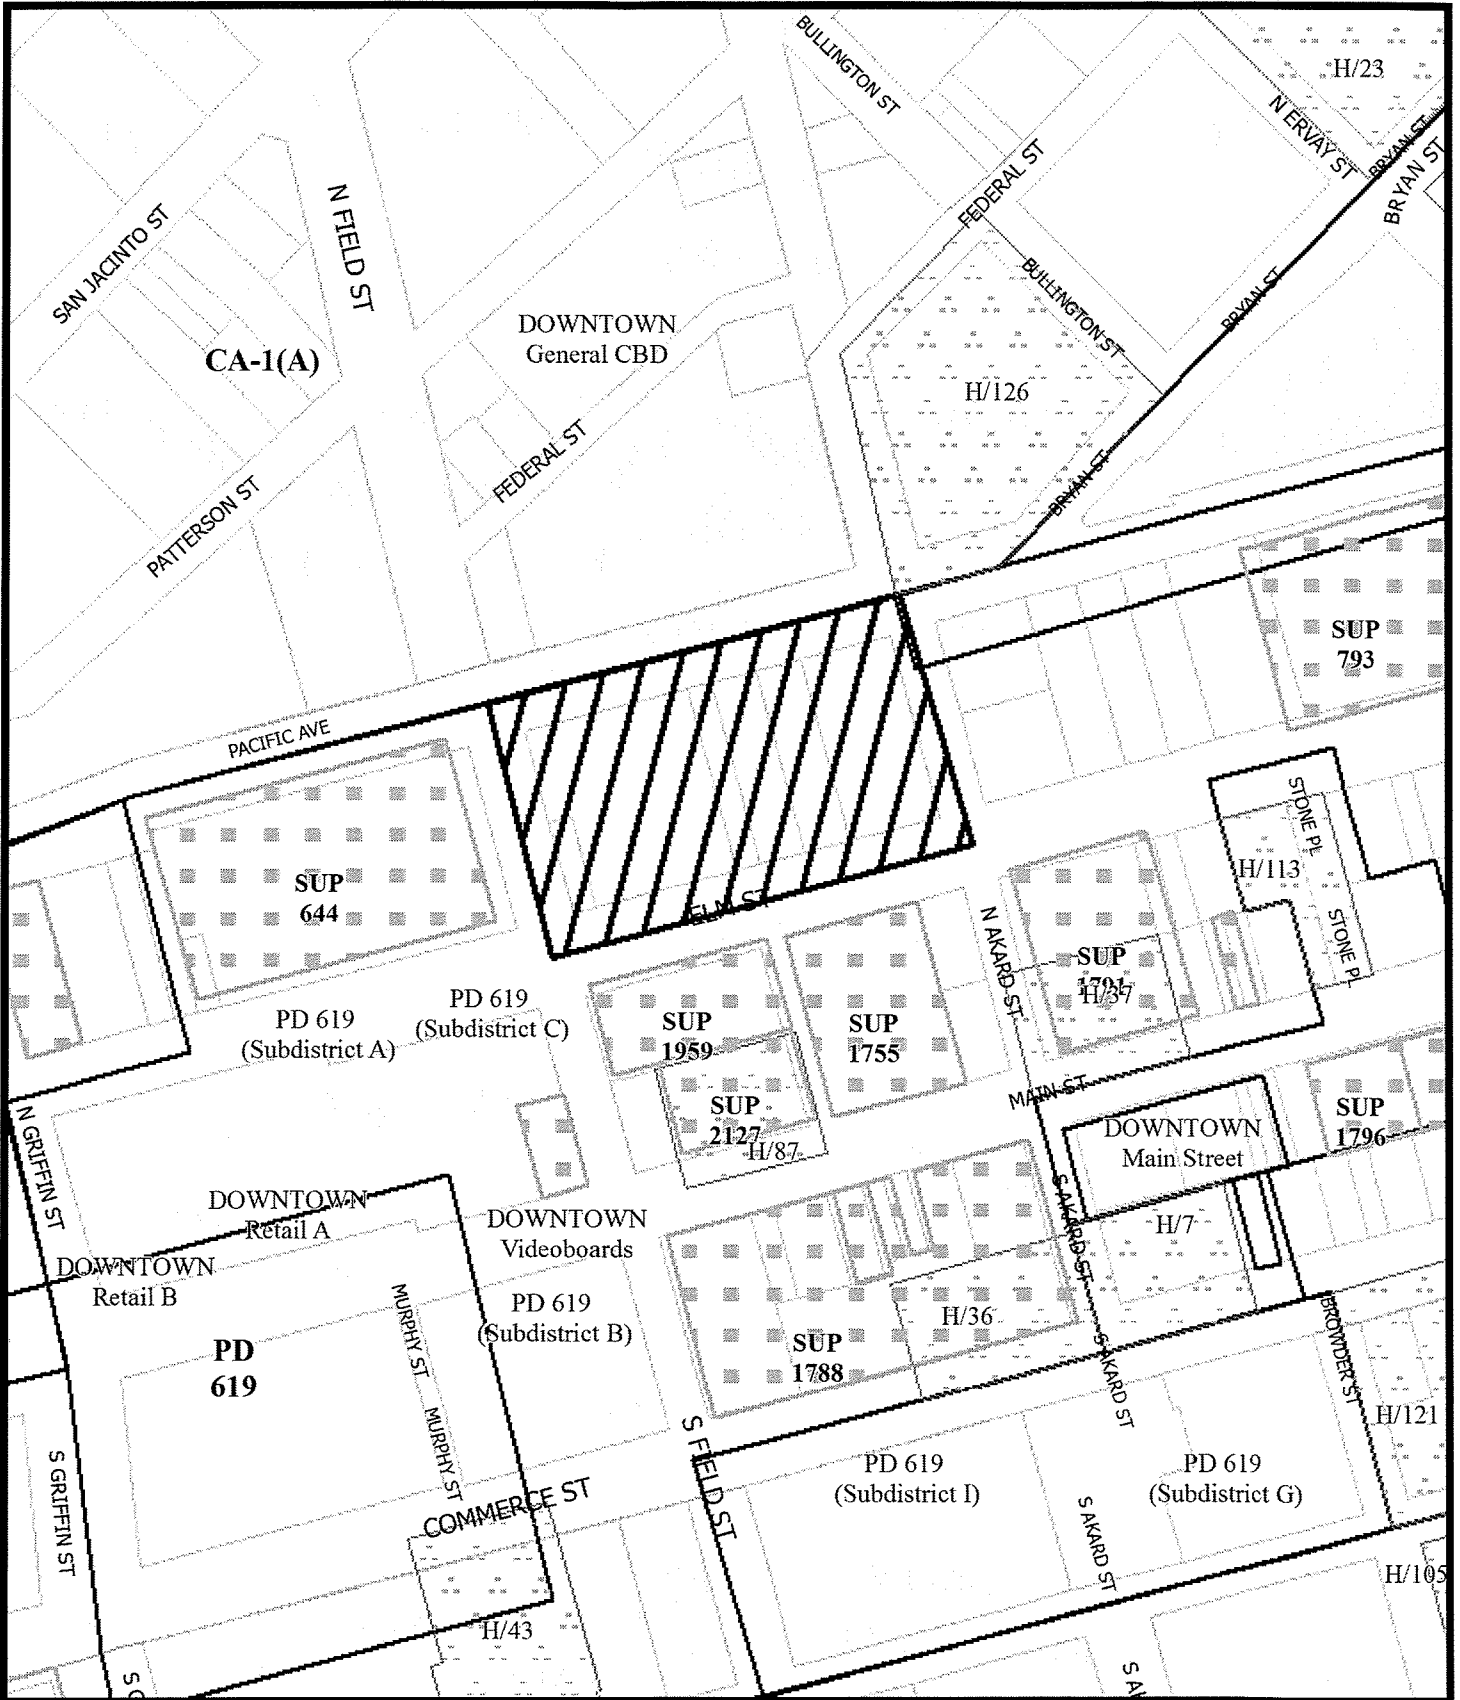 BULLINGTON ST
H/23
N ERVAY ST
BRYAN ST
BRYAN ST
FEDERAL ST
N FIELD ST
SAN JACINTO ST
BULLINGTON ST
BRYAN ST
DOWNTOWN
General CBD
CA-1(A)
H/126
FEDERAL ST
BRYAN ST
PATTERSON ST
SUP
793
PACIFIC AVE
STONE PL
H/113
SUP
644
ELM ST
N AKARD ST
STONE PL
SUP
1791
H/37
PD 619
(Subdistrict C)
PD 619
(Subdistrict A)
SUP
1959
SUP
1755
MAIN ST
SUP
2127
H/87
DOWNTOWN
Main Street
SUP
1796
N GRIFFIN ST
DOWNTOWN
Retail A
DOWNTOWN
Videoboards
S AKARD ST
H/7
DOWNTOWN
Retail B
PD 619
(Subdistrict B)
MURPHY ST
H/36
SUP
1788
BROWDER ST
PD
619
S AKARD ST
H/121
MURPHY ST
S GRIFFIN ST
S FIELD ST
COMMERCE ST
PD 619
(Subdistrict I)
PD 619
(Subdistrict G)
S AKARD ST
H/105
H/43